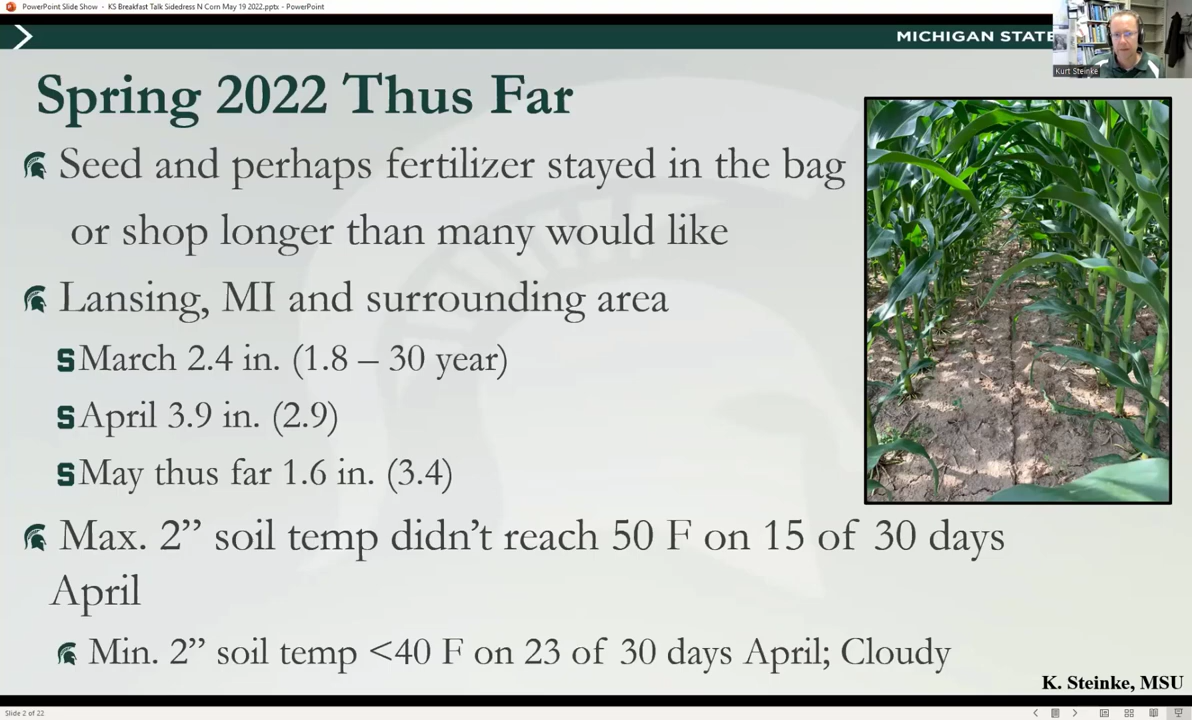 PowerPoint Slide Show - KS Breakfast Talk Sidedress N Corn May 19 2022.pptx - PowerPoint
MICHIGAN STATE
Kurt Steinke
Spring 2022 Thus Far
Seed and perhaps fertilizer stayed in the bag
or shop longer than many would like
Lansing, MI and surrounding area
March 2.4 in. (1.8 – 30 year)
April 3.9 in. (2.9)
May thus far 1.6 in. (3.4)
Max. 2” soil temp didn’t reach 50 F on 15 of 30 days
April
Min. 2” soil temp <40 F on 23 of 30 days April; Cloudy
K. Steinke, MSU
Slide 2 of 22